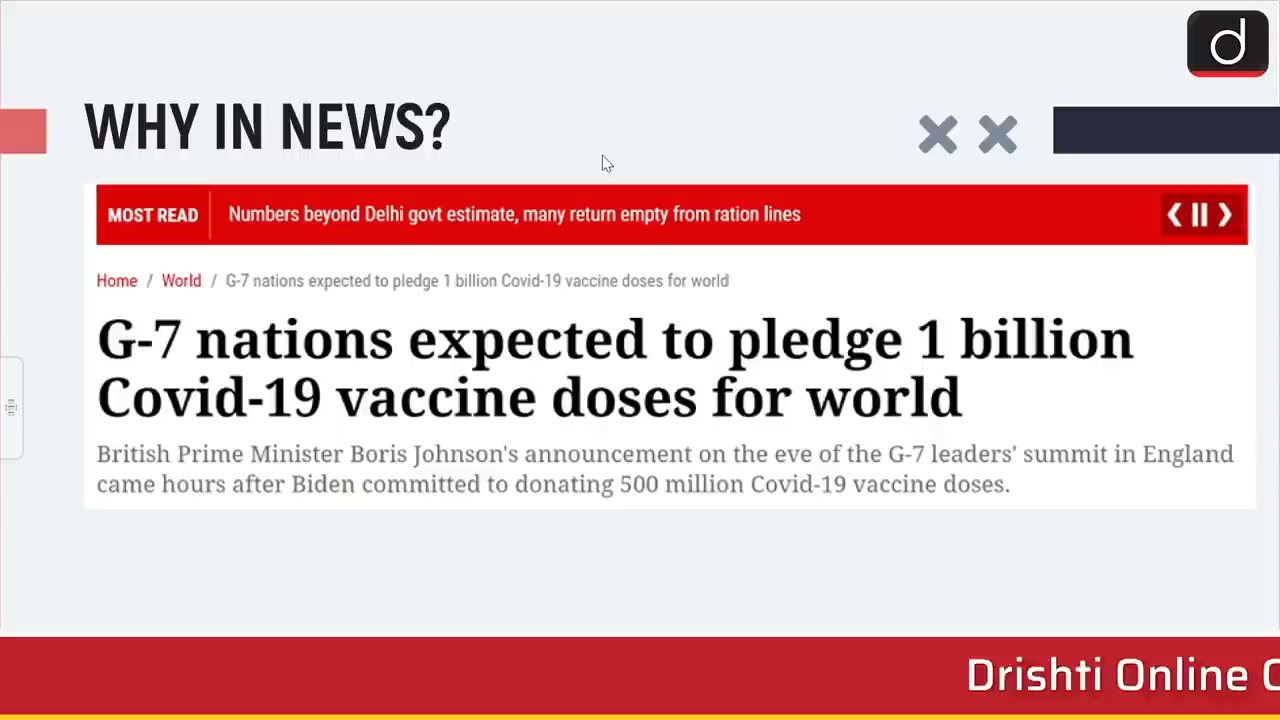 d
WHY IN NEWS?
MOST READ Numbers beyond Delhi govt estimate, many return empty from ration lines
Home / World / G-7 nations expected to pledge 1 billion Covid-19 vaccine doses for world
G-7 nations expected to pledge 1 billion
Covid-19 vaccine doses for world
British Prime Minister Boris Johnson's announcement on the eve of the G-7 leaders' summit in England
came hours after Biden committed to donating 500 million Covid-19 vaccine doses.
Drishti Online